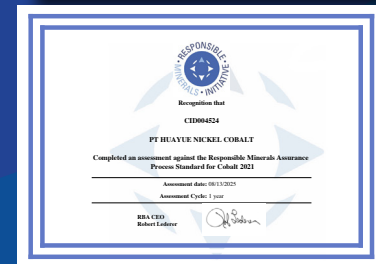 RESPONSIBLE
MINERALS • INITIATIVE
Recognition that
CID004524
PT HUAYUE NICKEL COBALT
Completed an assessment against the Responsible Minerals Assurance
Process Standard for Cobalt 2021
Assessment date: 08/13/2025
Assessment Cycle: 1 year
RBA CEO
Robert Lederer